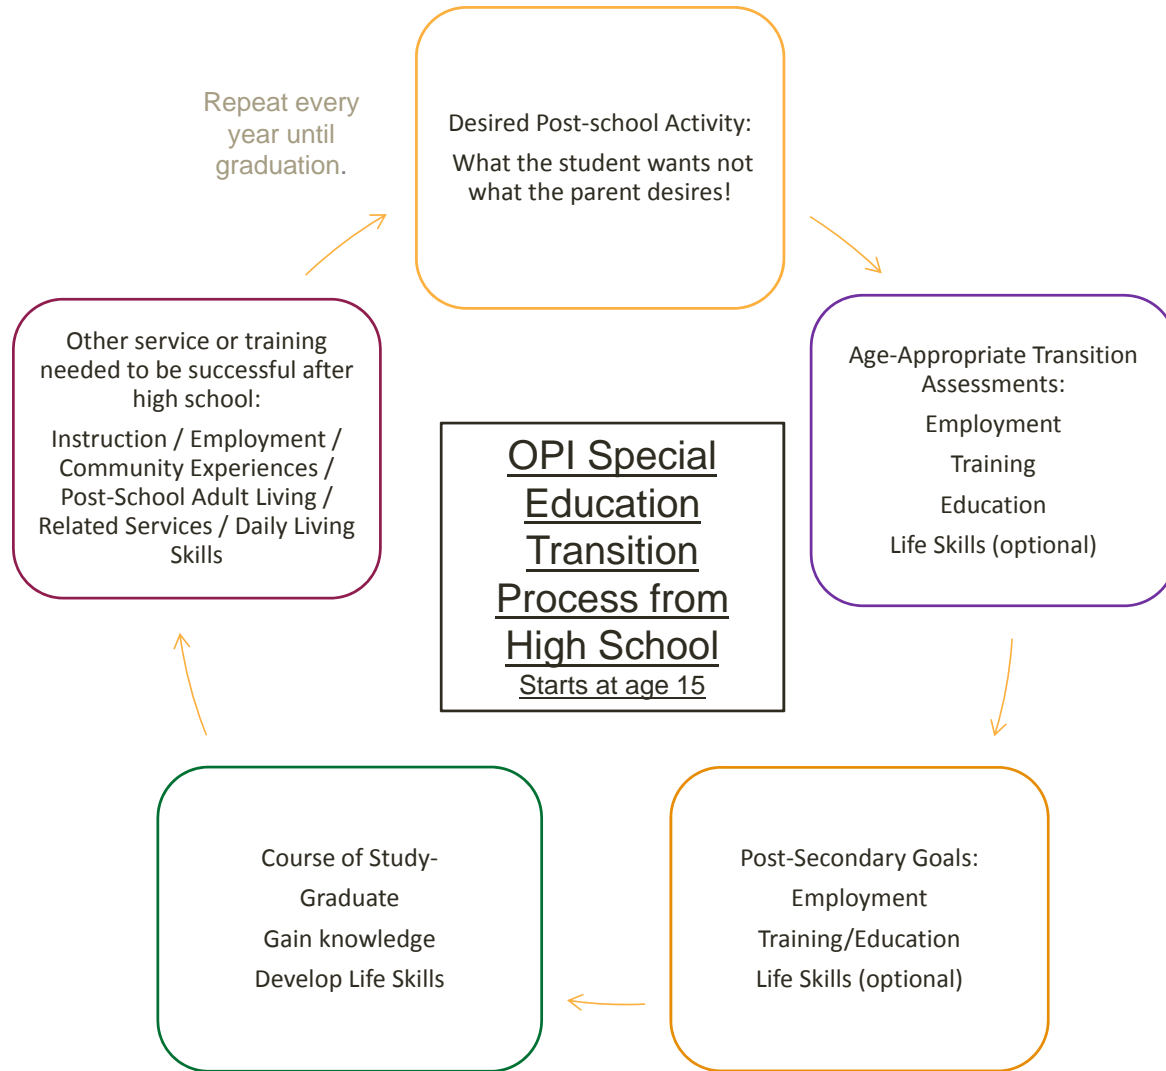 Repeat every
year until
graduation.
Desired Post-school Activity:
What the student wants not
what the parent desires!
Age-Appropriate Transition
Assessments:
Employment
Training
Education
Life Skills (optional)
Post-Secondary Goals:
Employment
Training/Education
Life Skills (optional)
Course of Study-
Graduate
Gain knowledge
Develop Life Skills
Other service or training
needed to be successful after
high school:
Instruction / Employment /
Community Experiences /
Post-School Adult Living /
Related Services / Daily Living
Skills
OPI Special
Education
Transition
Process from
High School
Starts at age 15